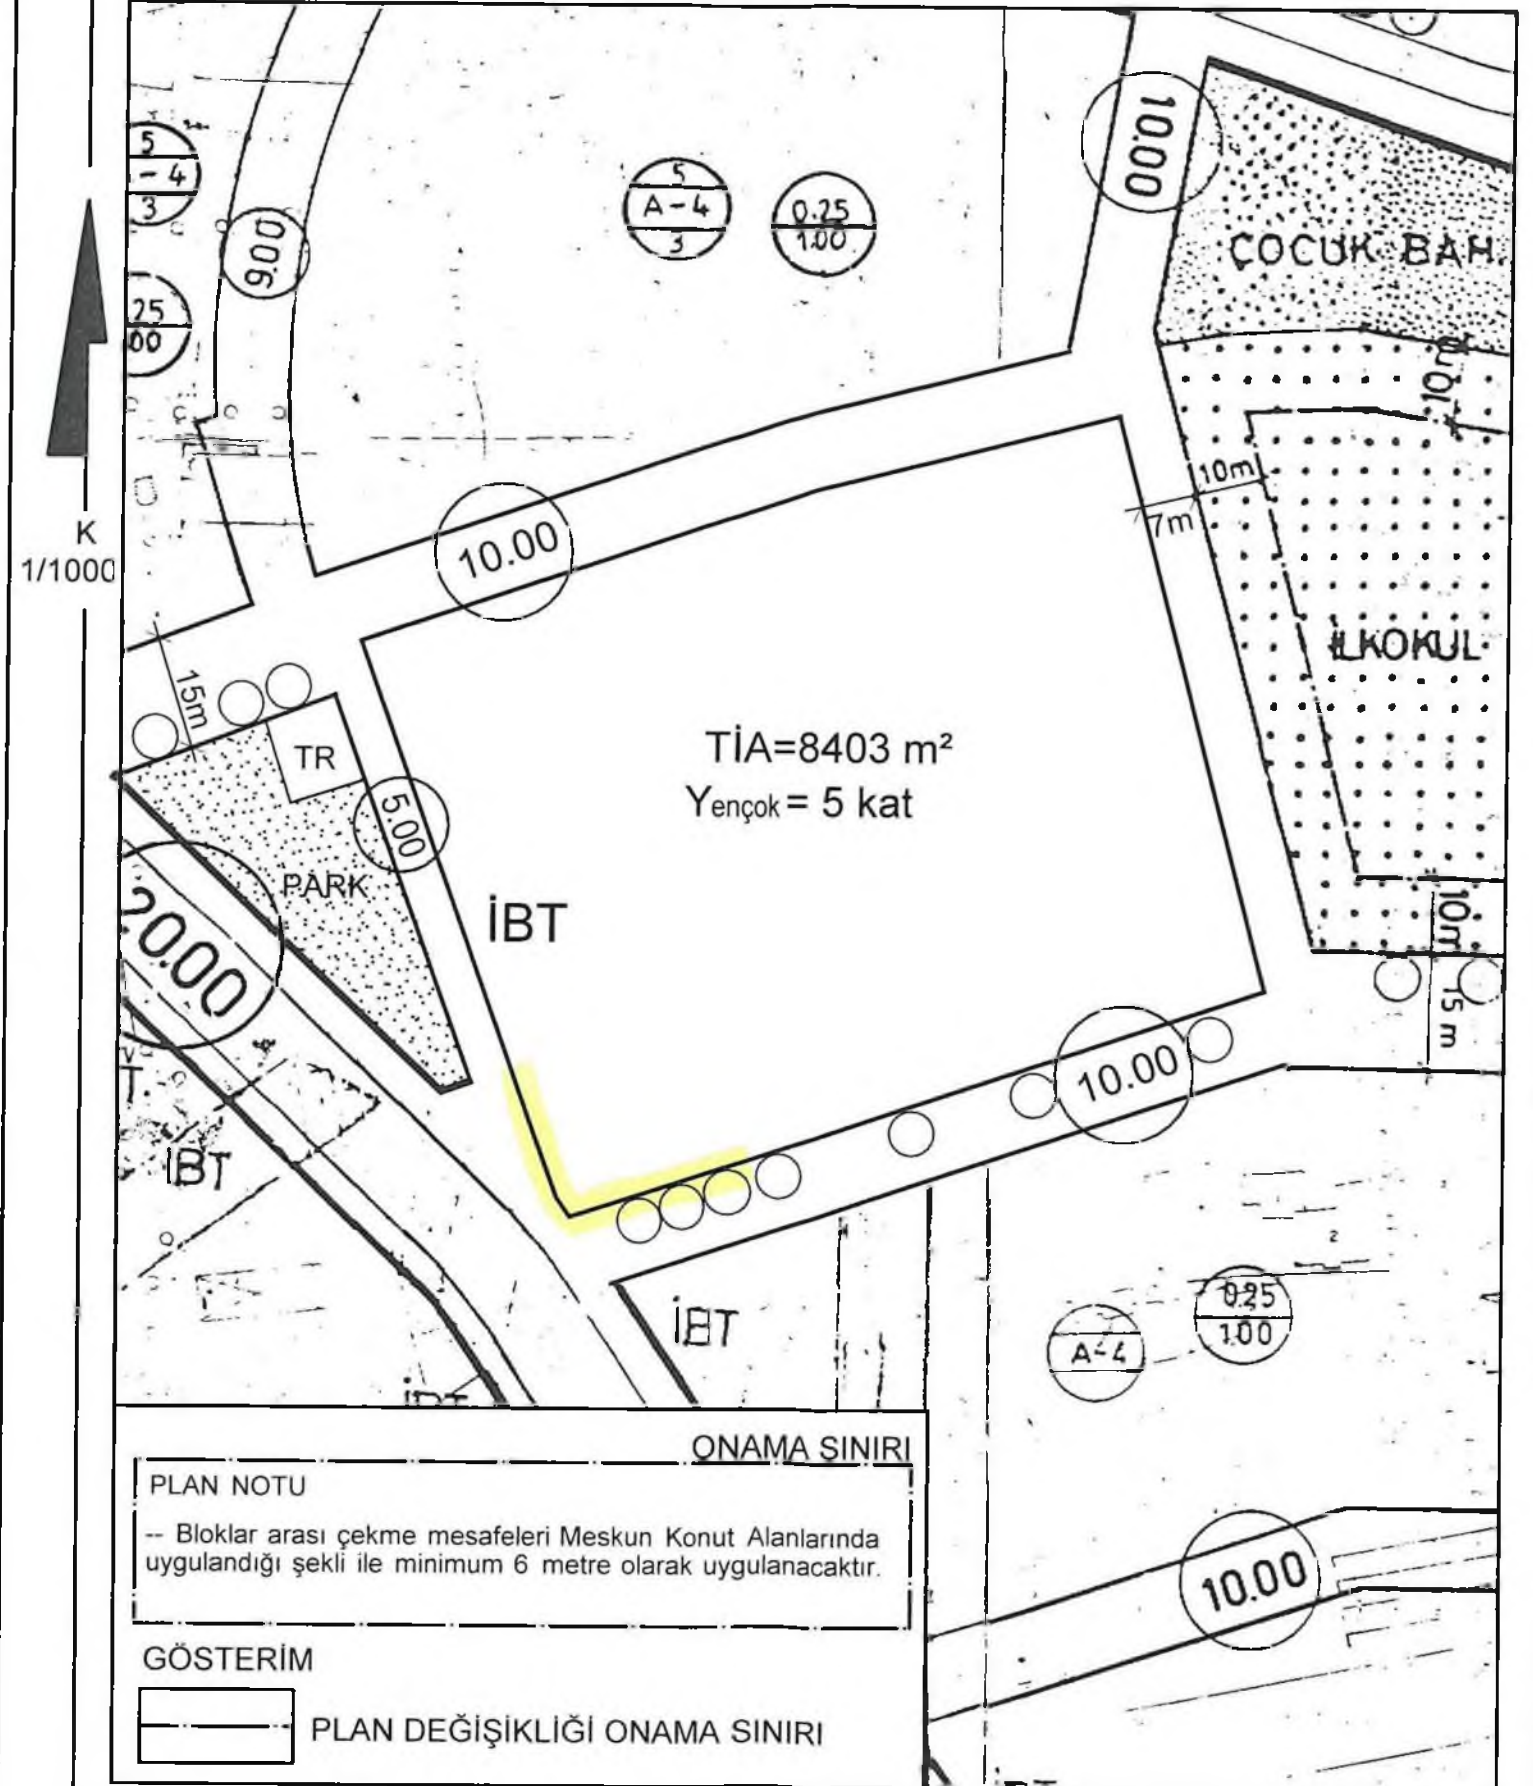 10.00
5
A-4
3
0.25
1.00
5
-4
3
9.00
ÇOCUK BAH.
25
00
10m
10m
7m
K
1/1000
10.00
15m
İLKOKUL
TR
TİA=8403 m²
Yençok = 5 kat
5.00
PARK
20.00
İBT
10m
15 m
10.00
T
İBT
İBT
0.25
1.00
A-4
İBT
ONAMA SINIRI
PLAN NOTU
-- Bloklar arası çekme mesafeleri Meskun Konut Alanlarında
uygulandığı şekli ile minimum 6 metre olarak uygulanacaktır.
10.00
GÖSTERİM
PLAN DEĞİŞİKLİĞİ ONAMA SINIRI